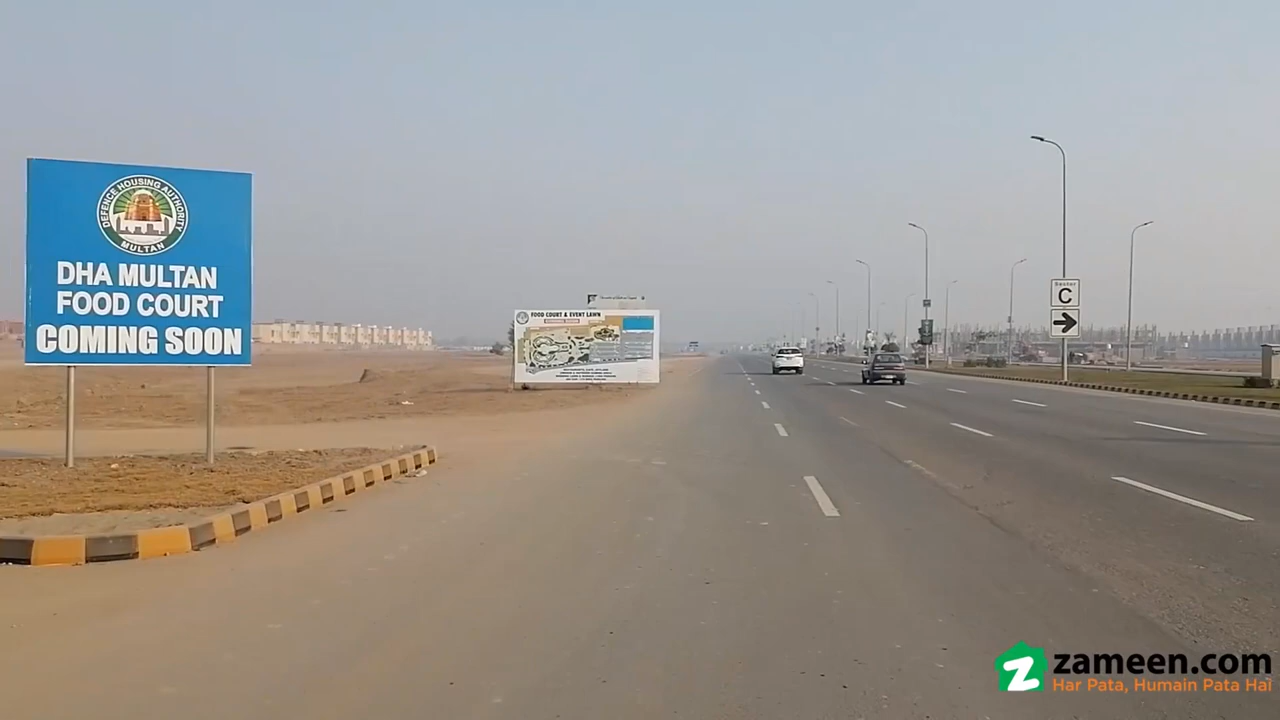 DEFENCE HOUSING AUTHORITY
MULTAN
DHA MULTAN
FOOD COURT
COMING SOON
FOOD COURT & EVENT LAWN
Sector
C
zameen.com
Har Pata, Humain Pata Hai